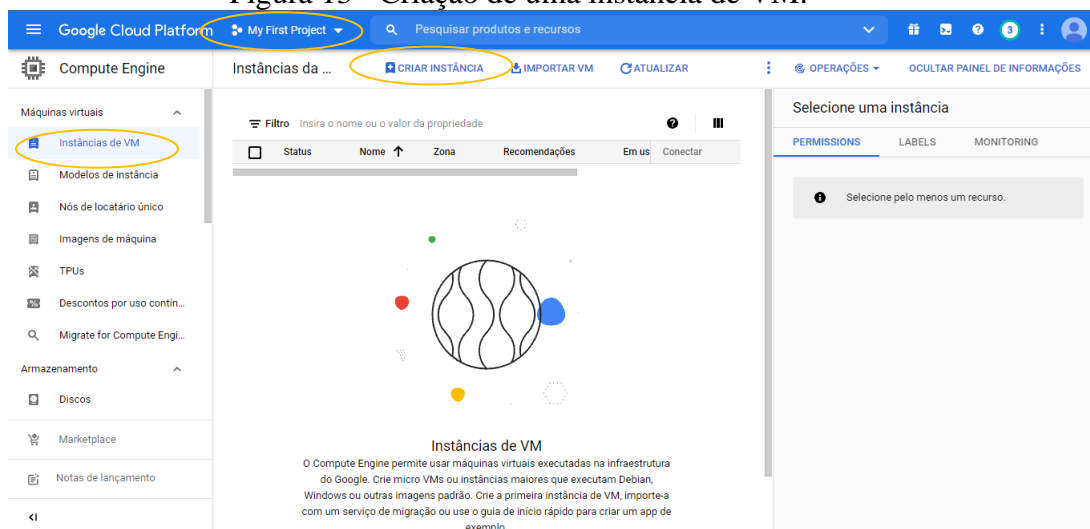 Figura 13 - Criação de uma instância de VM.
Google Cloud Platform
My First Project
Pesquisar produtos e recursos
3
Compute Engine
Instâncias da ...
CRIAR INSTÂNCIA
IMPORTAR VM
ATUALIZAR
OPERAÇÕES
OCULTAR PAINEL DE INFORMAÇÕES
Máquinas virtuais
Instâncias de VM
Modelos de instância
Nós de locatário único
Imagens de máquina
TPUs
Descontos por uso contín...
Migrate for Compute Engi...
Armazenamento
Discos
Marketplace
Notas de lançamento
Filtro Insira o nome ou o valor da propriedade
Status Nome Zona Recomendações Em us Conectar
Instâncias de VM
O Compute Engine permite usar máquinas virtuais executadas na infraestrutura
do Google. Crie micro VMs ou instâncias maiores que executam Debian,
Windows ou outras imagens padrão. Crie a primeira instância de VM, importe-a
com um serviço de migração ou use o guia de início rápido para criar um app de
exemplo.
Selecione uma instância
PERMISSIONS LABELS MONITORING
Selecione pelo menos um recurso.